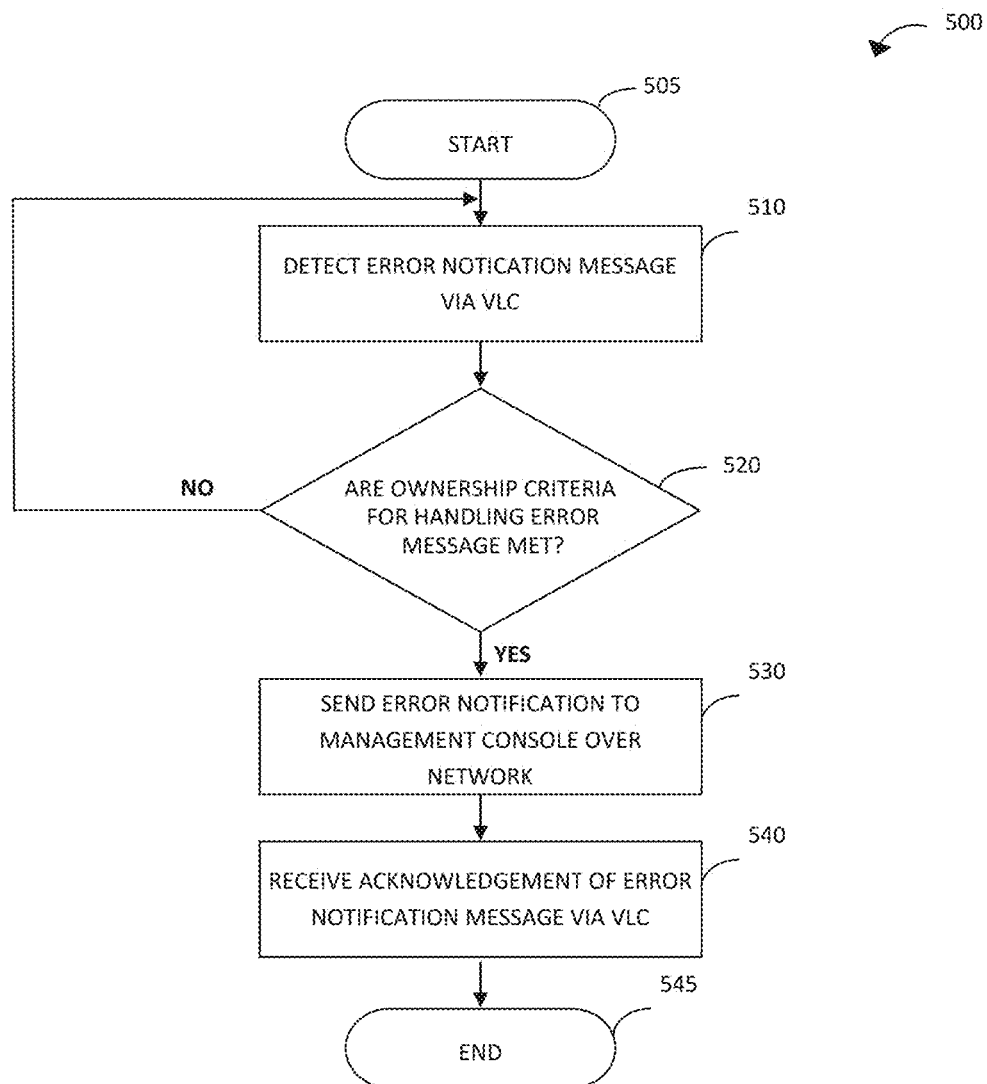 500
505
START
510
DETECT ERROR NOTICATION MESSAGE
VIA VLC
520
ARE OWNERSHIP CRITERIA
FOR HANDLING ERROR
MESSAGE MET?
NO
YES
530
SEND ERROR NOTIFICATION TO
MANAGEMENT CONSOLE OVER
NETWORK
540
RECEIVE ACKNOWLEDGEMENT OF ERROR
NOTIFICATION MESSAGE VIA VLC
545
END